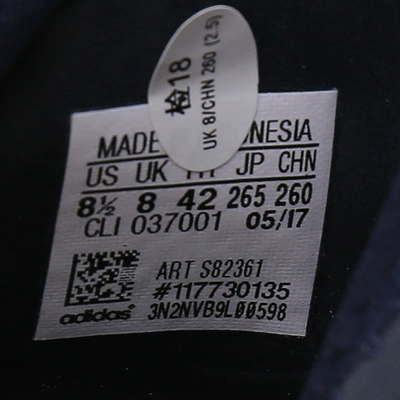 检18
UK 8/CHN 260 (2.5)
MADE NESIA
US UK JP CHN
8½ 8 42 265 260
CLI 037001 05/17
ART S82361
#117730135
adidas 3N2NVB9L00598